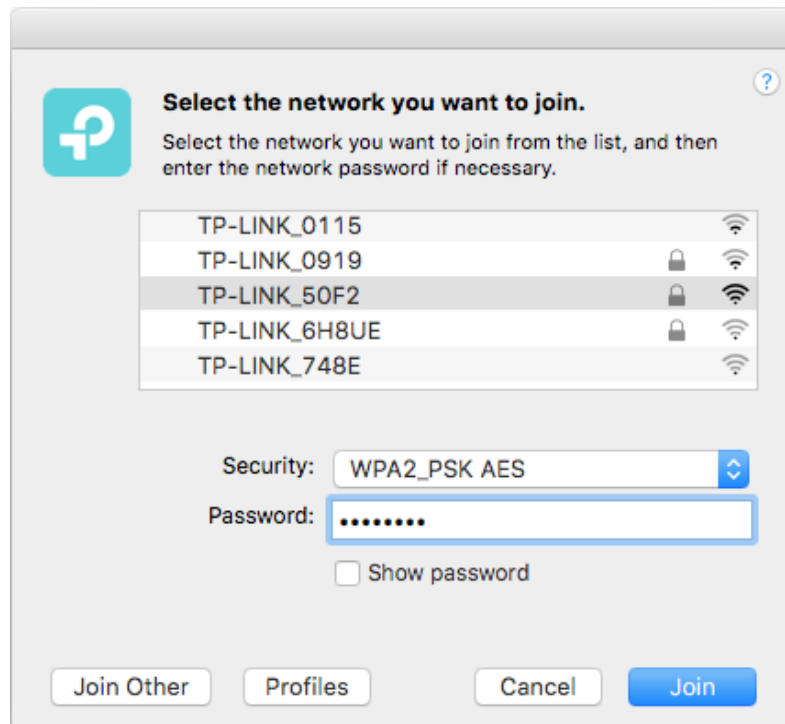 ?
Select the network you want to join.
Select the network you want to join from the list, and then
enter the network password if necessary.
TP-LINK_0115
TP-LINK_0919
TP-LINK_50F2
TP-LINK_6H8UE
TP-LINK_748E
Security: WPA2_PSK AES
Password: ••••••••
Show password
Join Other Profiles Cancel Join